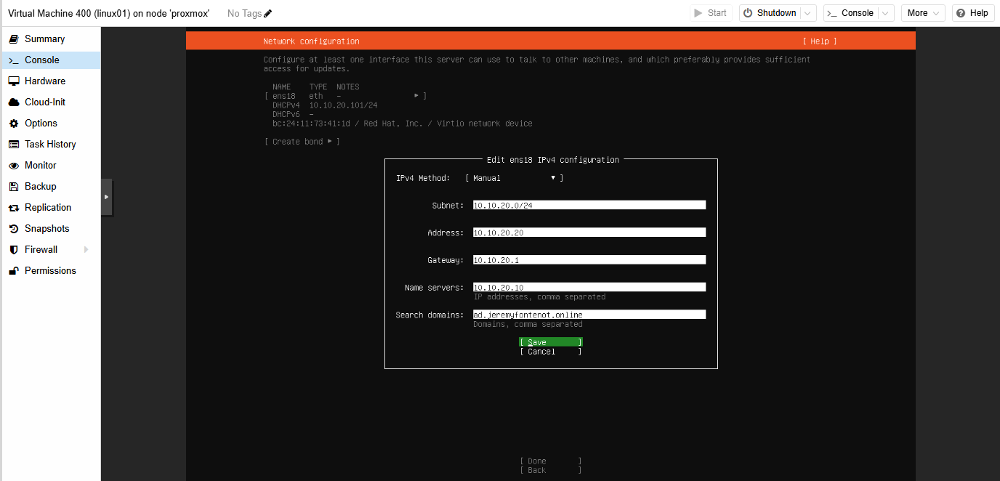 Virtual Machine 400 (linux01) on node 'proxmox' No Tags Start Shutdown >_ Console More Help
Summary
>_ Console
Hardware
Cloud-Init
Options
Task History
Monitor
Backup
Replication
Snapshots
Firewall
Permissions
Network configuration [ Help ]
Configure at least one interface this server can use to talk to other machines, and which preferably provides sufficient
access for updates.
NAME TYPE NOTES
[ ens18 eth - ▸ ]
DHCPv4 10.10.20.101/24
DHCPv6 -
bc:24:11:73:41:1d / Red Hat, Inc. / Virtio network device
[ Create bond ▸ ]
Edit ens18 IPv4 configuration
IPv4 Method: [ Manual ▾ ]
Subnet: 10.10.20.0/24
Address: 10.10.20.20
Gateway: 10.10.20.1
Name servers: 10.10.20.10
IP addresses, comma separated
Search domains: ad.jeremyfontenot.online
Domains, comma separated
[ Save ]
[ Cancel ]
[ Done ]
[ Back ]